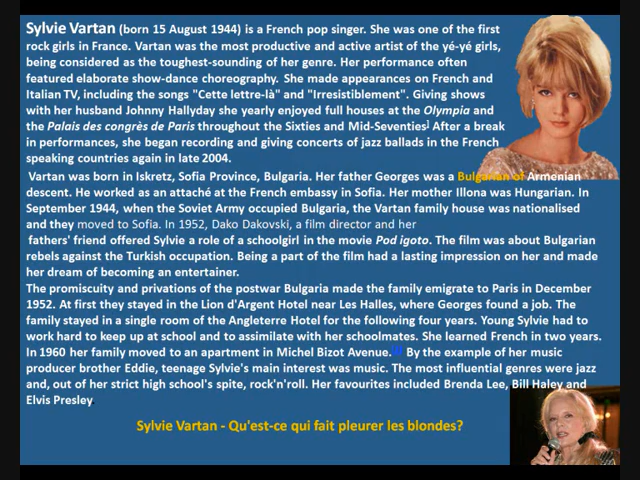 Sylvie Vartan (born 15 August 1944) is a French pop singer. She was one of the first
rock girls in France. Vartan was the most productive and active artist of the yé-yé girls,
being considered as the toughest-sounding of her genre. Her performance often
featured elaborate show-dance choreography. She made appearances on French and
Italian TV, including the songs "Cette lettre-là" and "Irresistiblement". Giving shows
with her husband Johnny Hallyday she yearly enjoyed full houses at the Olympia and
the Palais des congrès de Paris throughout the Sixties and Mid-Seventies] After a break
in performances, she began recording and giving concerts of jazz ballads in the French
speaking countries again in late 2004.
Vartan was born in Iskretz, Sofia Province, Bulgaria. Her father Georges was a Bulgarian of Armenian
descent. He worked as an attaché at the French embassy in Sofia. Her mother Illona was Hungarian. In
September 1944, when the Soviet Army occupied Bulgaria, the Vartan family house was nationalised
and they moved to Sofia. In 1952, Dako Dakovski, a film director and her
fathers' friend offered Sylvie a role of a schoolgirl in the movie Pod igoto. The film was about Bulgarian
rebels against the Turkish occupation. Being a part of the film had a lasting impression on her and made
her dream of becoming an entertainer.
The promiscuity and privations of the postwar Bulgaria made the family emigrate to Paris in December
1952. At first they stayed in the Lion d'Argent Hotel near Les Halles, where Georges found a job. The
family stayed in a single room of the Angleterre Hotel for the following four years. Young Sylvie had to
work hard to keep up at school and to assimilate with her schoolmates. She learned French in two years.
In 1960 her family moved to an apartment in Michel Bizot Avenue. By the example of her music
producer brother Eddie, teenage Sylvie's main interest was music. The most influential genres were jazz
and, out of her strict high school's spite, rock'n'roll. Her favourites included Brenda Lee, Bill Haley and
Elvis Presley.
Sylvie Vartan - Qu'est-ce qui fait pleurer les blondes?